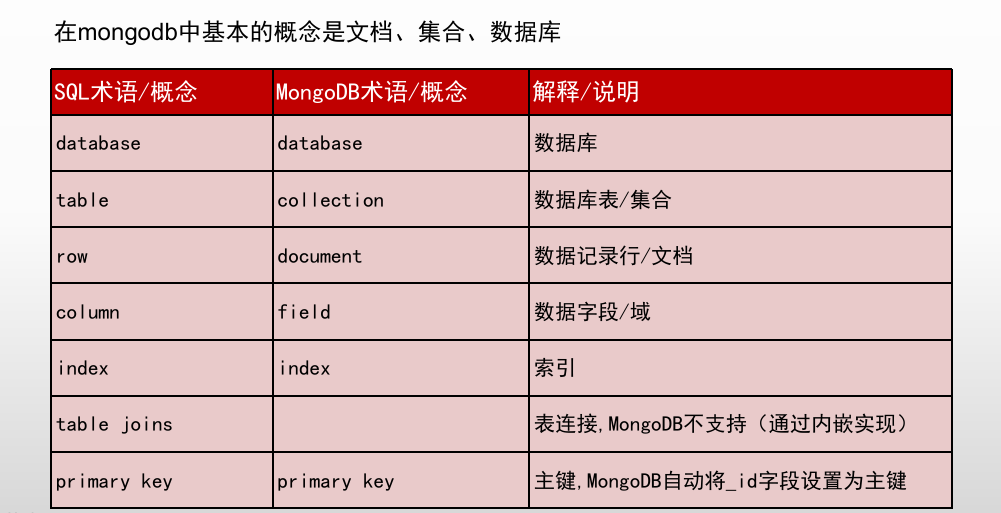 在mongodb中基本的概念是文档、集合、数据库
SQL术语/概念 MongoDB术语/概念 解释/说明
database database 数据库
table collection 数据库表/集合
row document 数据记录行/文档
column field 数据字段/域
index index 索引
table joins 表连接,MongoDB不支持（通过内嵌实现）
primary key primary key 主键,MongoDB自动将_id字段设置为主键